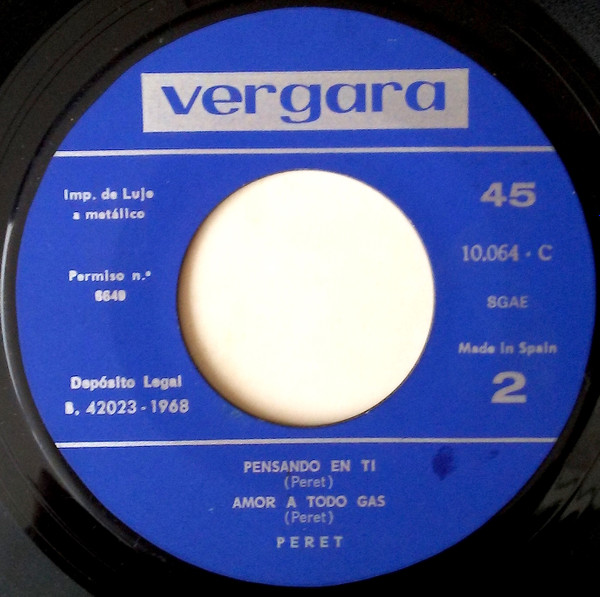 vergara
Imp. de Lujo
a metálico
Permiso n.º
6649
Depósito Legal
B. 42023 - 1968
45
10.064 - C
SGAE
Made in Spain
2
PENSANDO EN TI
(Peret)
AMOR A TODO GAS
(Peret)
PERET